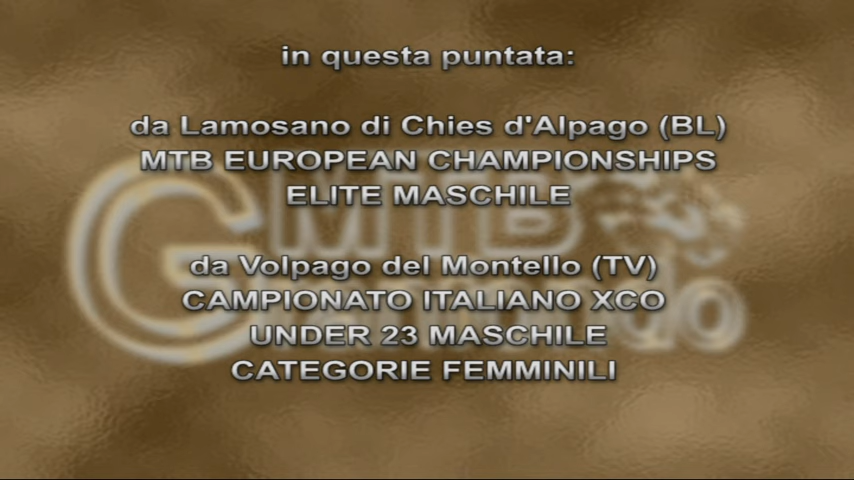 in questa puntata:
da Lamosano di Chies d'Alpago (BL)
MTB EUROPEAN CHAMPIONSHIPS
ELITE MASCHILE
MTB
da Volpago del Montello (TV)
CAMPIONATO ITALIANO XCO
UNDER 23 MASCHILE
CATEGORIE FEMMINILI